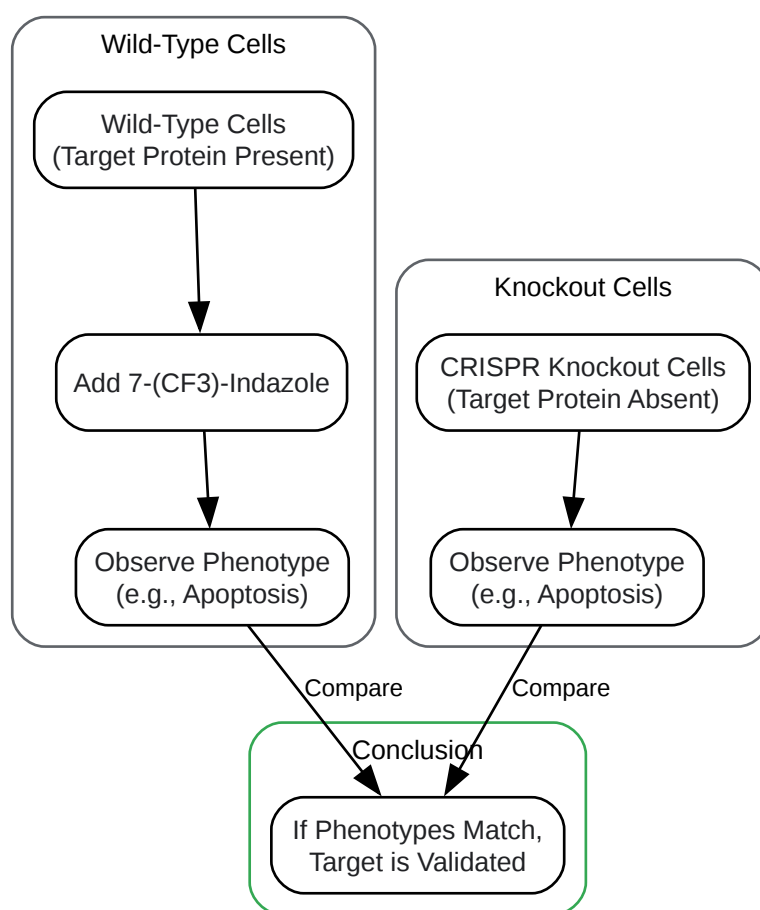 Wild-Type Cells
Wild-Type Cells
(Target Protein Present)
Add 7-(CF3)-Indazole
Observe Phenotype
(e.g., Apoptosis)
Knockout Cells
CRISPR Knockout Cells
(Target Protein Absent)
Observe Phenotype
(e.g., Apoptosis)
Compare
Compare
Conclusion
If Phenotypes Match,
Target is Validated